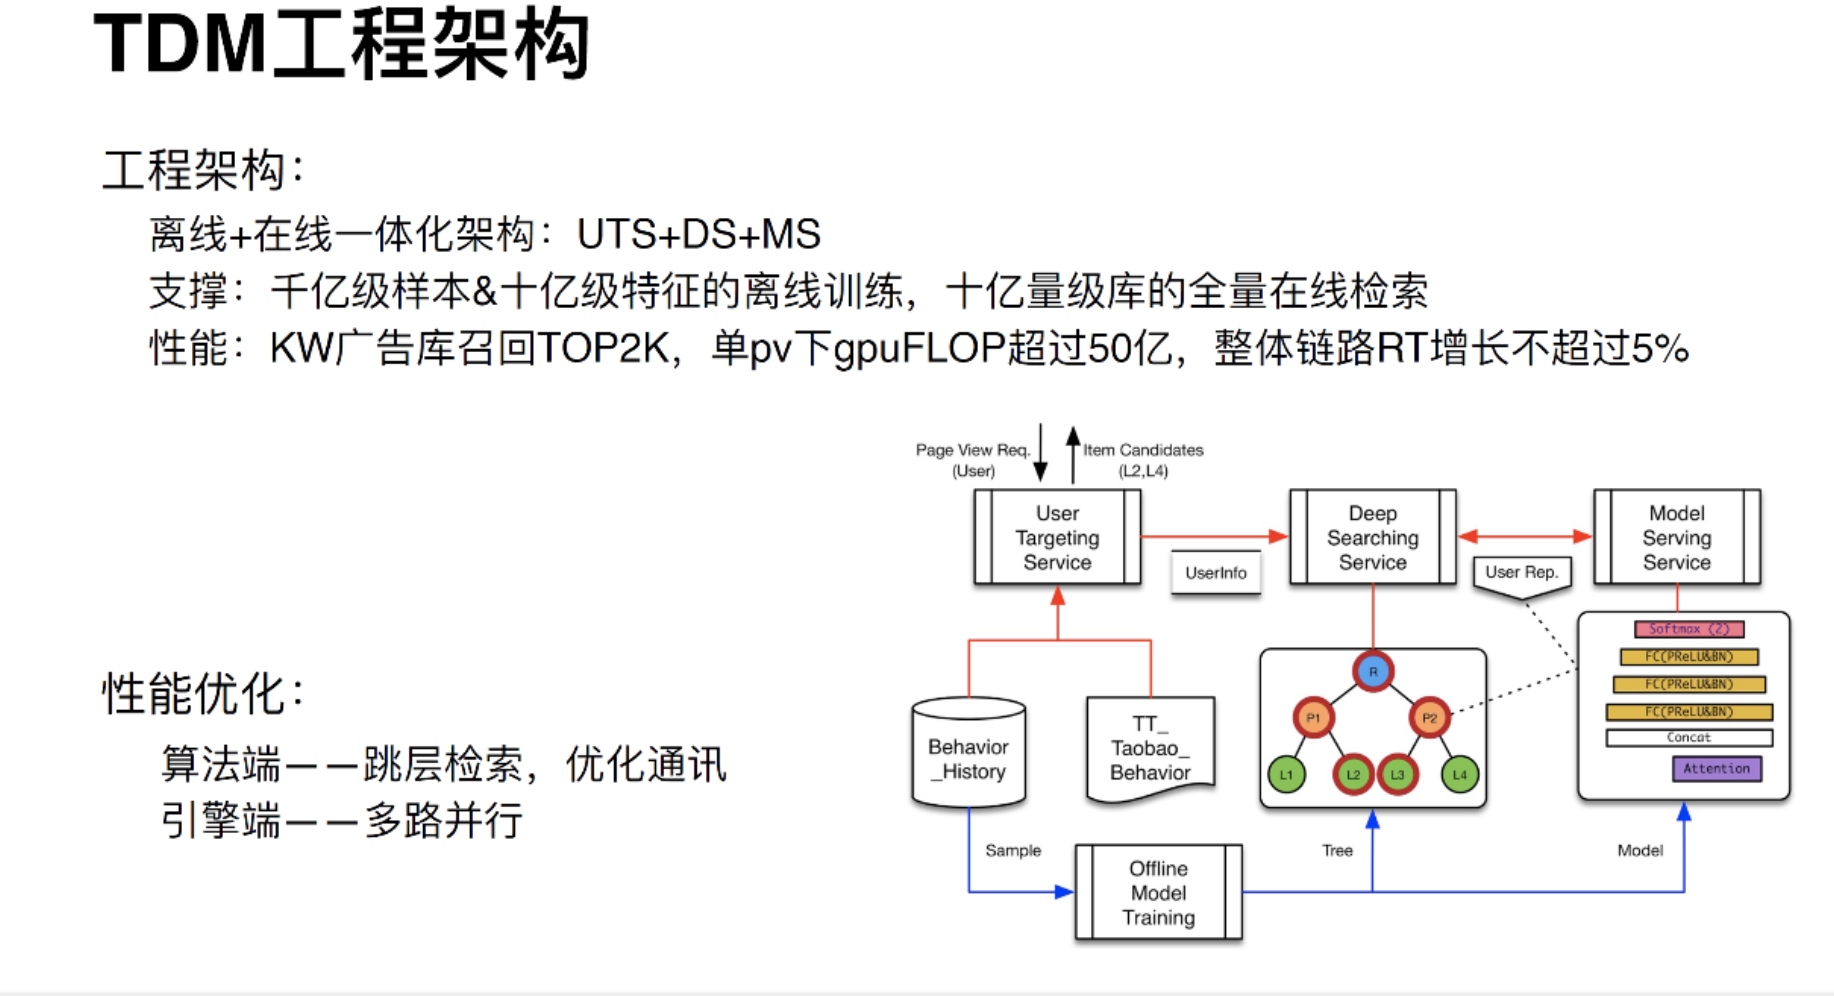 TDM工程架构
工程架构：
离线+在线一体化架构：UTS+DS+MS
支撑：千亿级样本&十亿级特征的离线训练，十亿量级库的全量在线检索
性能：KW广告库召回TOP2K，单pv下gpuFLOP超过50亿，整体链路RT增长不超过5%
性能优化：
算法端——跳层检索，优化通讯
引擎端——多路并行
Page View Req.
(User)
Item Candidates
(L2,L4)
User
Targeting
Service
UserInfo
Deep
Searching
Service
User Rep.
Model
Serving
Service
Behavior
_History
TT_
Taobao_
Behavior
R
P1
P2
L1
L2
L3
L4
Softmax (2)
FC(PReLU&BN)
FC(PReLU&BN)
FC(PReLU&BN)
Concat
Attention
Sample
Offline
Model
Training
Tree
Model